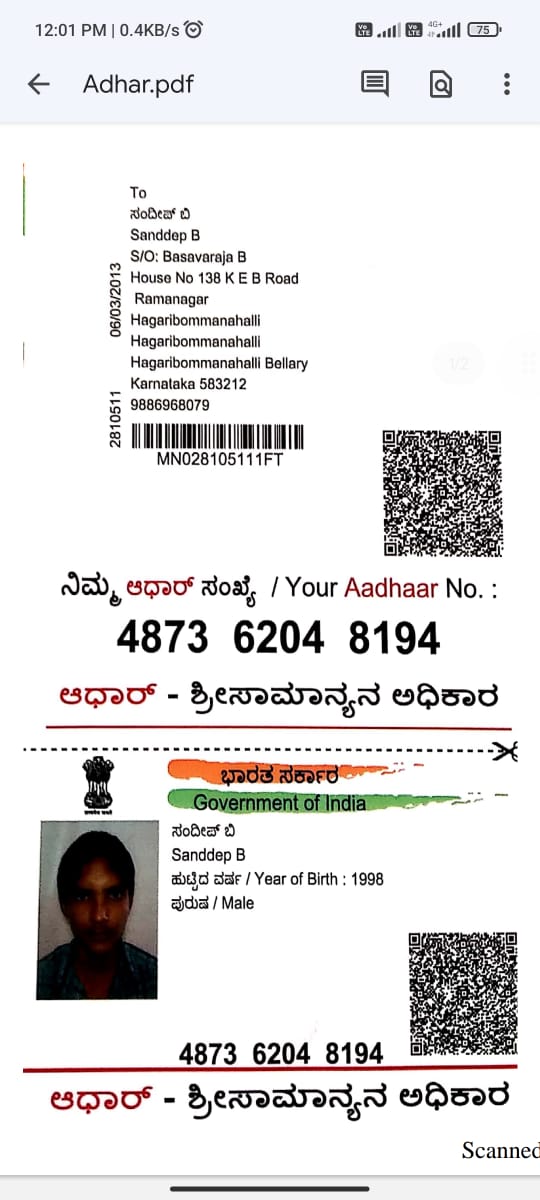 12:01 PM | 0.4KB/s
4G+
75
Adhar.pdf
To
ಸಂದೀಪ್ ಬಿ
Sanddep B
S/O: Basavaraja B
House No 138 K E B Road
Ramanagar
Hagaribommanahalli
Hagaribommanahalli
Hagaribommanahalli Bellary
Karnataka 583212
9886968079
06/03/2013
2810511
MN028105111FT
1/2
ನಿಮ್ಮ ಆಧಾರ್ ಸಂಖ್ಯೆ / Your Aadhaar No. :
4873 6204 8194
ಆಧಾರ್ - ಶ್ರೀಸಾಮಾನ್ಯನ ಅಧಿಕಾರ
ಭಾರತ ಸರ್ಕಾರ
Government of India
ಸಂದೀಪ್ ಬಿ
Sanddep B
ಹುಟ್ಟಿದ ವರ್ಷ / Year of Birth : 1998
ಪುರುಷ / Male
4873 6204 8194
ಆಧಾರ್ - ಶ್ರೀಸಾಮಾನ್ಯನ ಅಧಿಕಾರ
Scanned